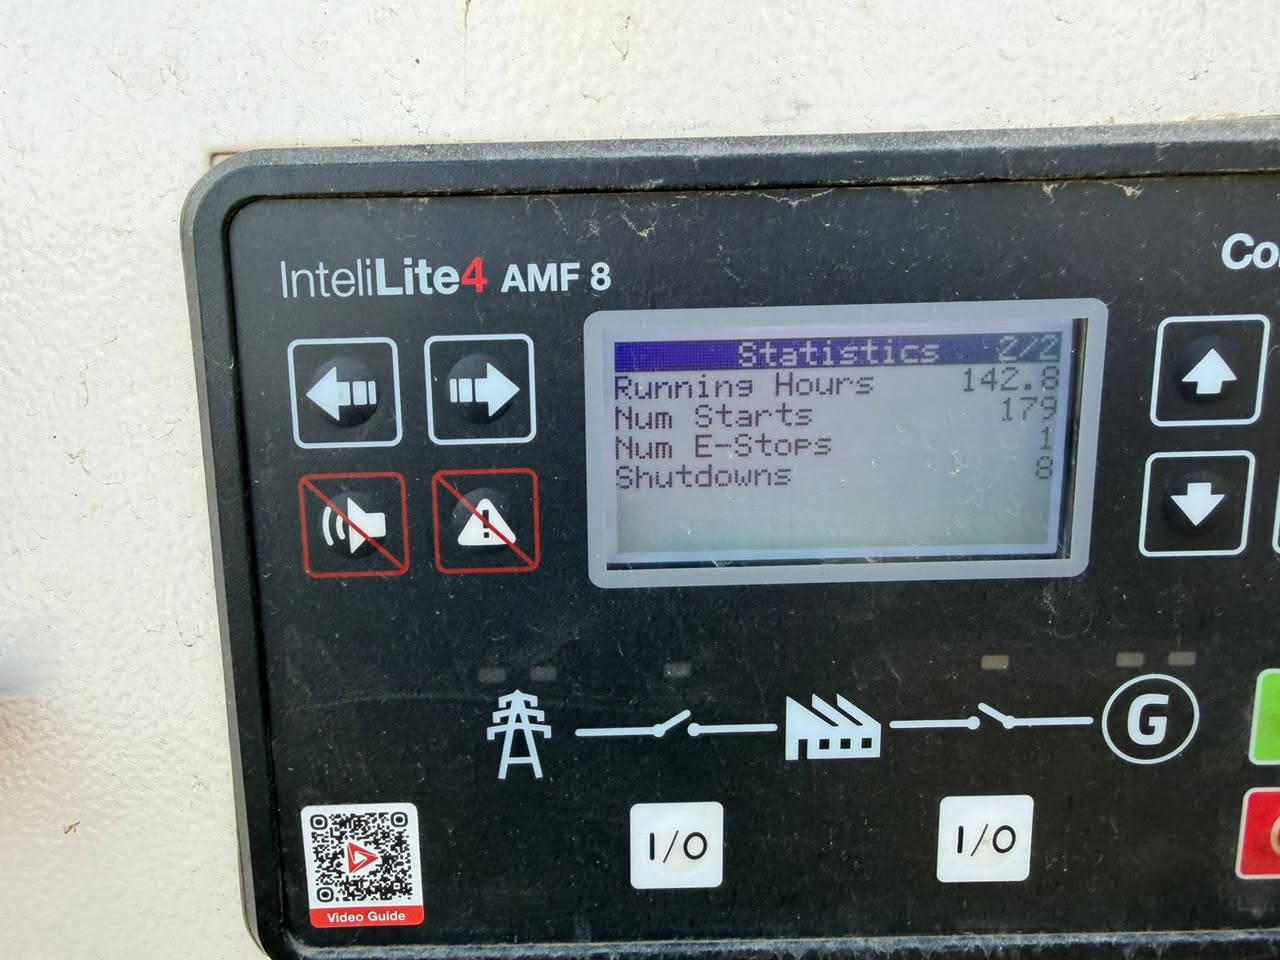 InteliLite4 AMF 8
Co
Statistics 2/2
Running Hours 142.8
Num Starts 179
Num E-Stops 1
Shutdowns 8
G
I/O
I/O
Video Guide